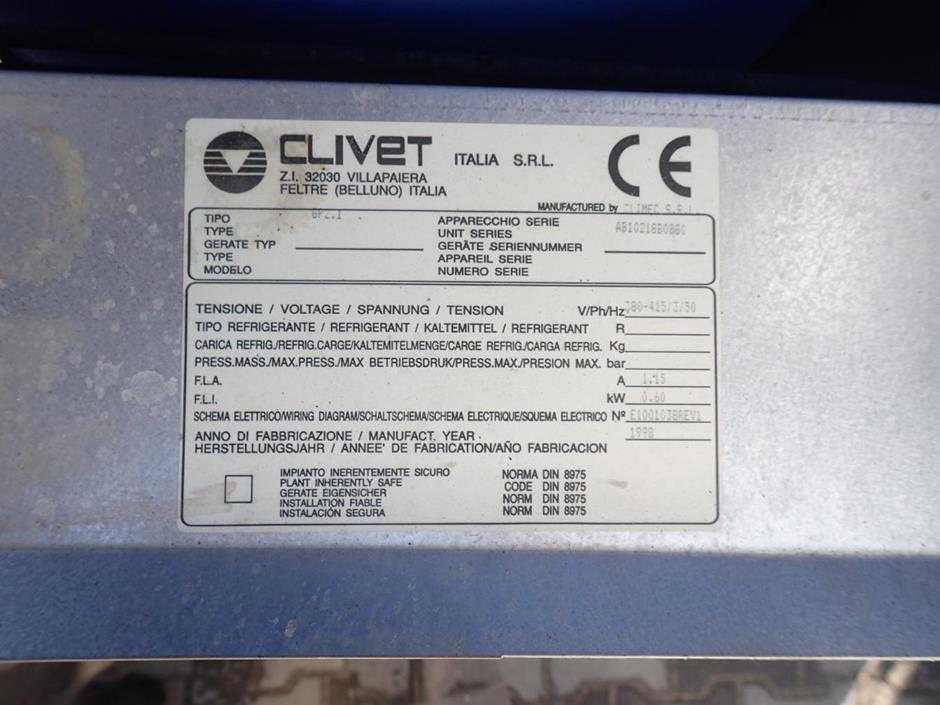 CLIVET ITALIA S.R.L. CE
Z.I. 32030 VILLAPAIERA
FELTRE (BELLUNO) ITALIA
MANUFACTURED by CLIMEC S.R.L.
TIPO APPARECCHIO SERIE
TYPE UNIT SERIES
GERATE TYP GERÄTE SERIENNUMMER
TYPE APPAREIL SERIE
MODELO NUMERO SERIE
TENSIONE / VOLTAGE / SPANNUNG / TENSION V/Ph/Hz 380-415/3/50
TIPO REFRIGERANTE / REFRIGERANT / KALTEMITTEL / REFRIGERANT R
CARICA REFRIG./REFRIG.CARGE/KALTEMITELMENGE/CARGE REFRIG./CARGA REFRIG. Kg
PRESS.MASS./MAX.PRESS./MAX BETRIEBSDRUK/PRESS.MAX./PRESION MAX. bar
F.L.A. A 1.15
F.L.I. kW 0.60
SCHEMA ELETTRICO/WIRING DIAGRAM/SCHALTSCHEMA/SCHEMA ELECTRIQUE/SQUEMA ELECTRICO Nº
ANNO DI FABBRICAZIONE / MANUFACT. YEAR 1998
HERSTELLUNGSJAHR / ANNEE' DE FABRICATION/AÑO FABRICACION
IMPIANTO INERENTEMENTE SICURO NORMA DIN 8975
PLANT INHERENTLY SAFE CODE DIN 8975
GERATE EIGENSICHER NORM DIN 8975
INSTALLATION FIABLE NORM DIN 8975
INSTALACIÓN SEGURA